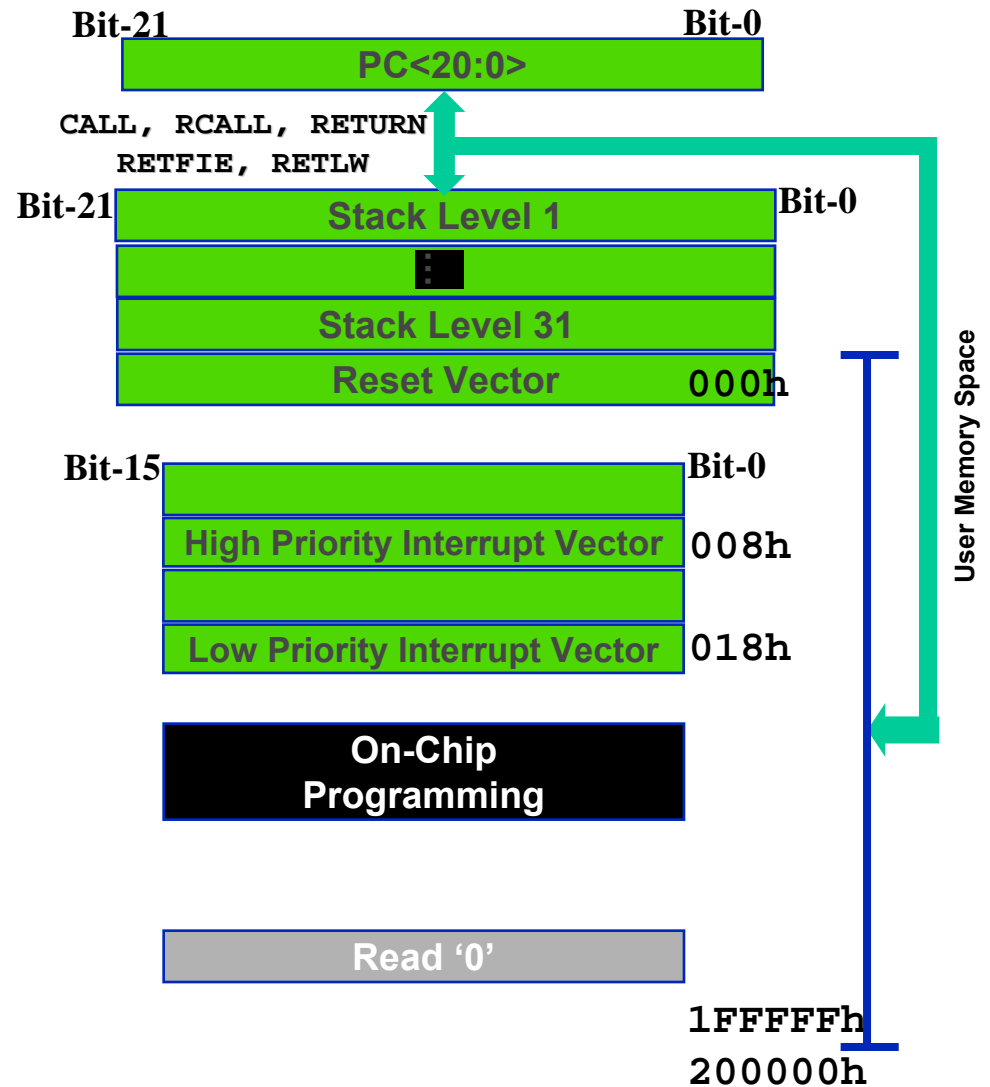 Bit-21 Bit-0
PC<20:0>
CALL, RCALL, RETURN
RETFIE, RETLW
Bit-21 Bit-0
Stack Level 1
⋮
Stack Level 31
Reset Vector 000h
Bit-15 Bit-0
High Priority Interrupt Vector 008h
Low Priority Interrupt Vector 018h
On-Chip
Programming
Read ‘0’
1FFFFFh
200000h
User Memory Space